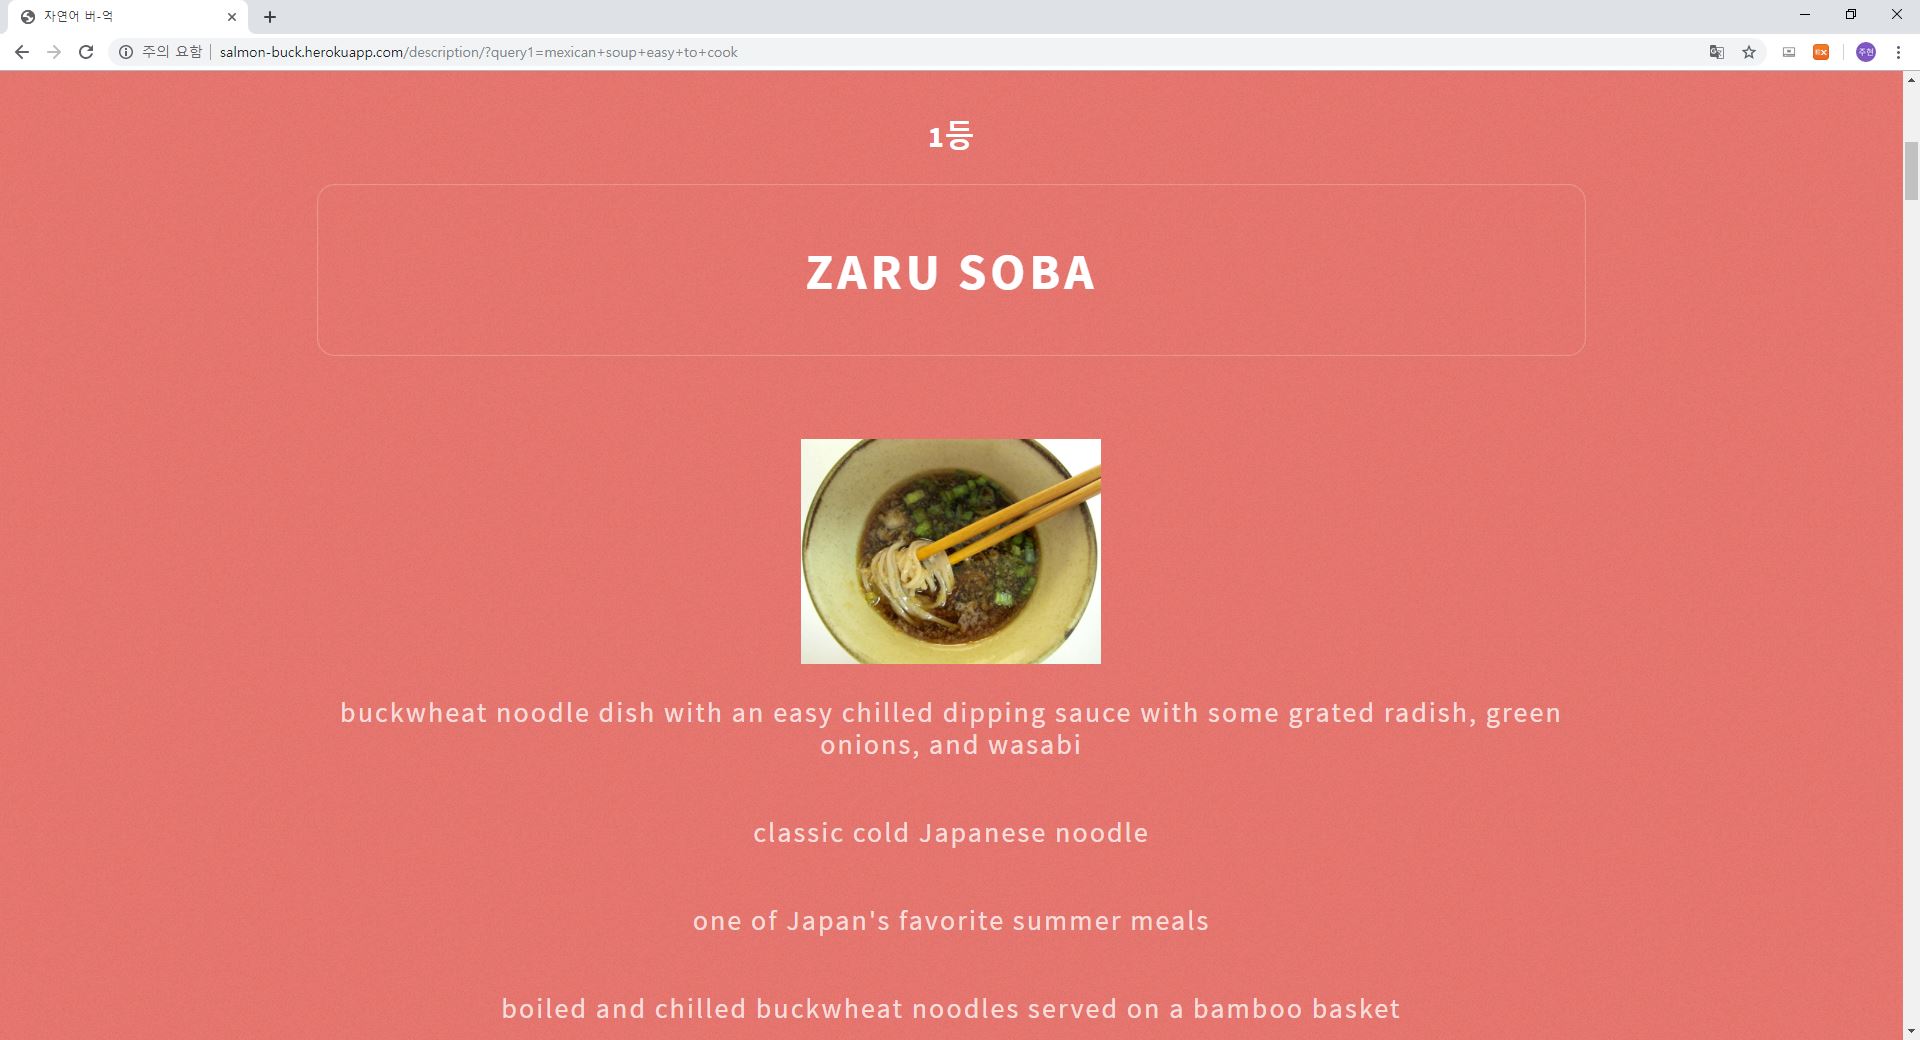 자연어 버-억
주의 요함
salmon-buck.herokuapp.com/description/?query1=mexican+soup+easy+to+cook
주현
1등
ZARU SOBA
buckwheat noodle dish with an easy chilled dipping sauce with some grated radish, green
onions, and wasabi
classic cold Japanese noodle
one of Japan's favorite summer meals
boiled and chilled buckwheat noodles served on a bamboo basket